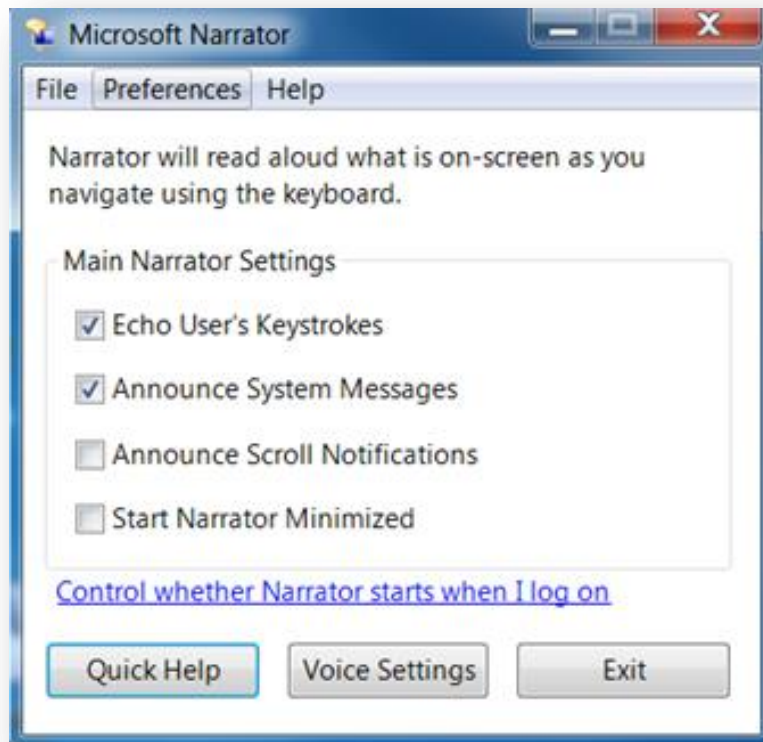 Microsoft Narrator
File Preferences Help
Narrator will read aloud what is on-screen as you
navigate using the keyboard.
Main Narrator Settings
Echo User's Keystrokes
Announce System Messages
Announce Scroll Notifications
Start Narrator Minimized
Control whether Narrator starts when I log on
Quick Help Voice Settings Exit